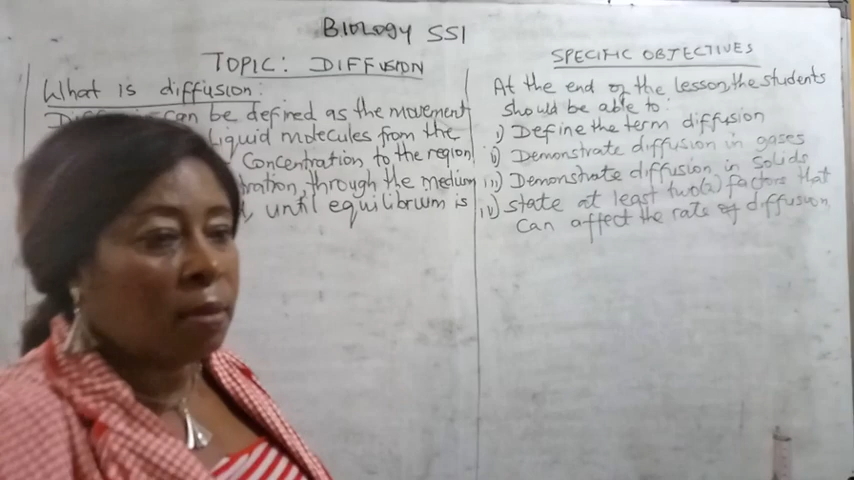 BIOLOGY SS1
TOPIC: DIFFUSION
What is diffusion:
can be defined as the movement
Liquid molecules from the
Concentration to the region
tration, through the medium
until equilibrum is
SPECIFIC OBJECTIVES
At the end of the lesson, the students
should be able to:
i) Define the term diffusion
ii) Demonstrate diffusion in gases
iii) Demonstrate diffusion in Solids
iv) state at least two(2) factors that
can affect the rate of diffusion